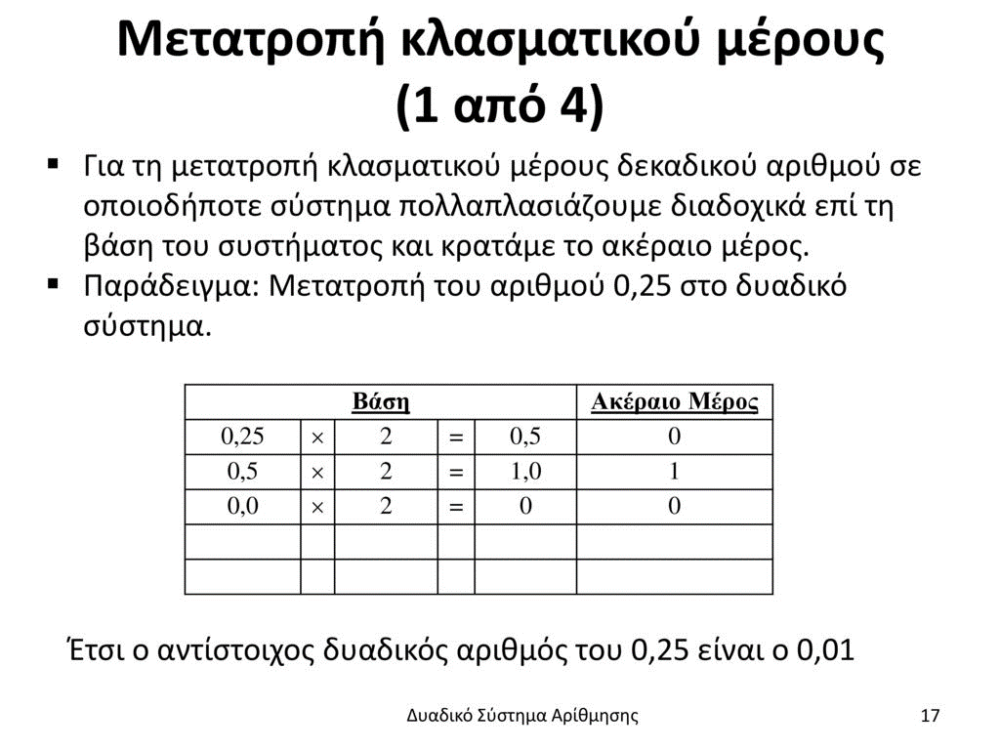 Μετατροπή κλασματικού μέρους
(1 από 4)
▪ Για τη μετατροπή κλασματικού μέρους δεκαδικού αριθμού σε
οποιοδήποτε σύστημα πολλαπλασιάζουμε διαδοχικά επί τη
βάση του συστήματος και κρατάμε το ακέραιο μέρος.
▪ Παράδειγμα: Μετατροπή του αριθμού 0,25 στο δυαδικό
σύστημα.
Βάση Ακέραιο Μέρος
0,25 × 2 = 0,5 0
0,5 × 2 = 1,0 1
0,0 × 2 = 0 0
Έτσι ο αντίστοιχος δυαδικός αριθμός του 0,25 είναι ο 0,01
Δυαδικό Σύστημα Αρίθμησης 17